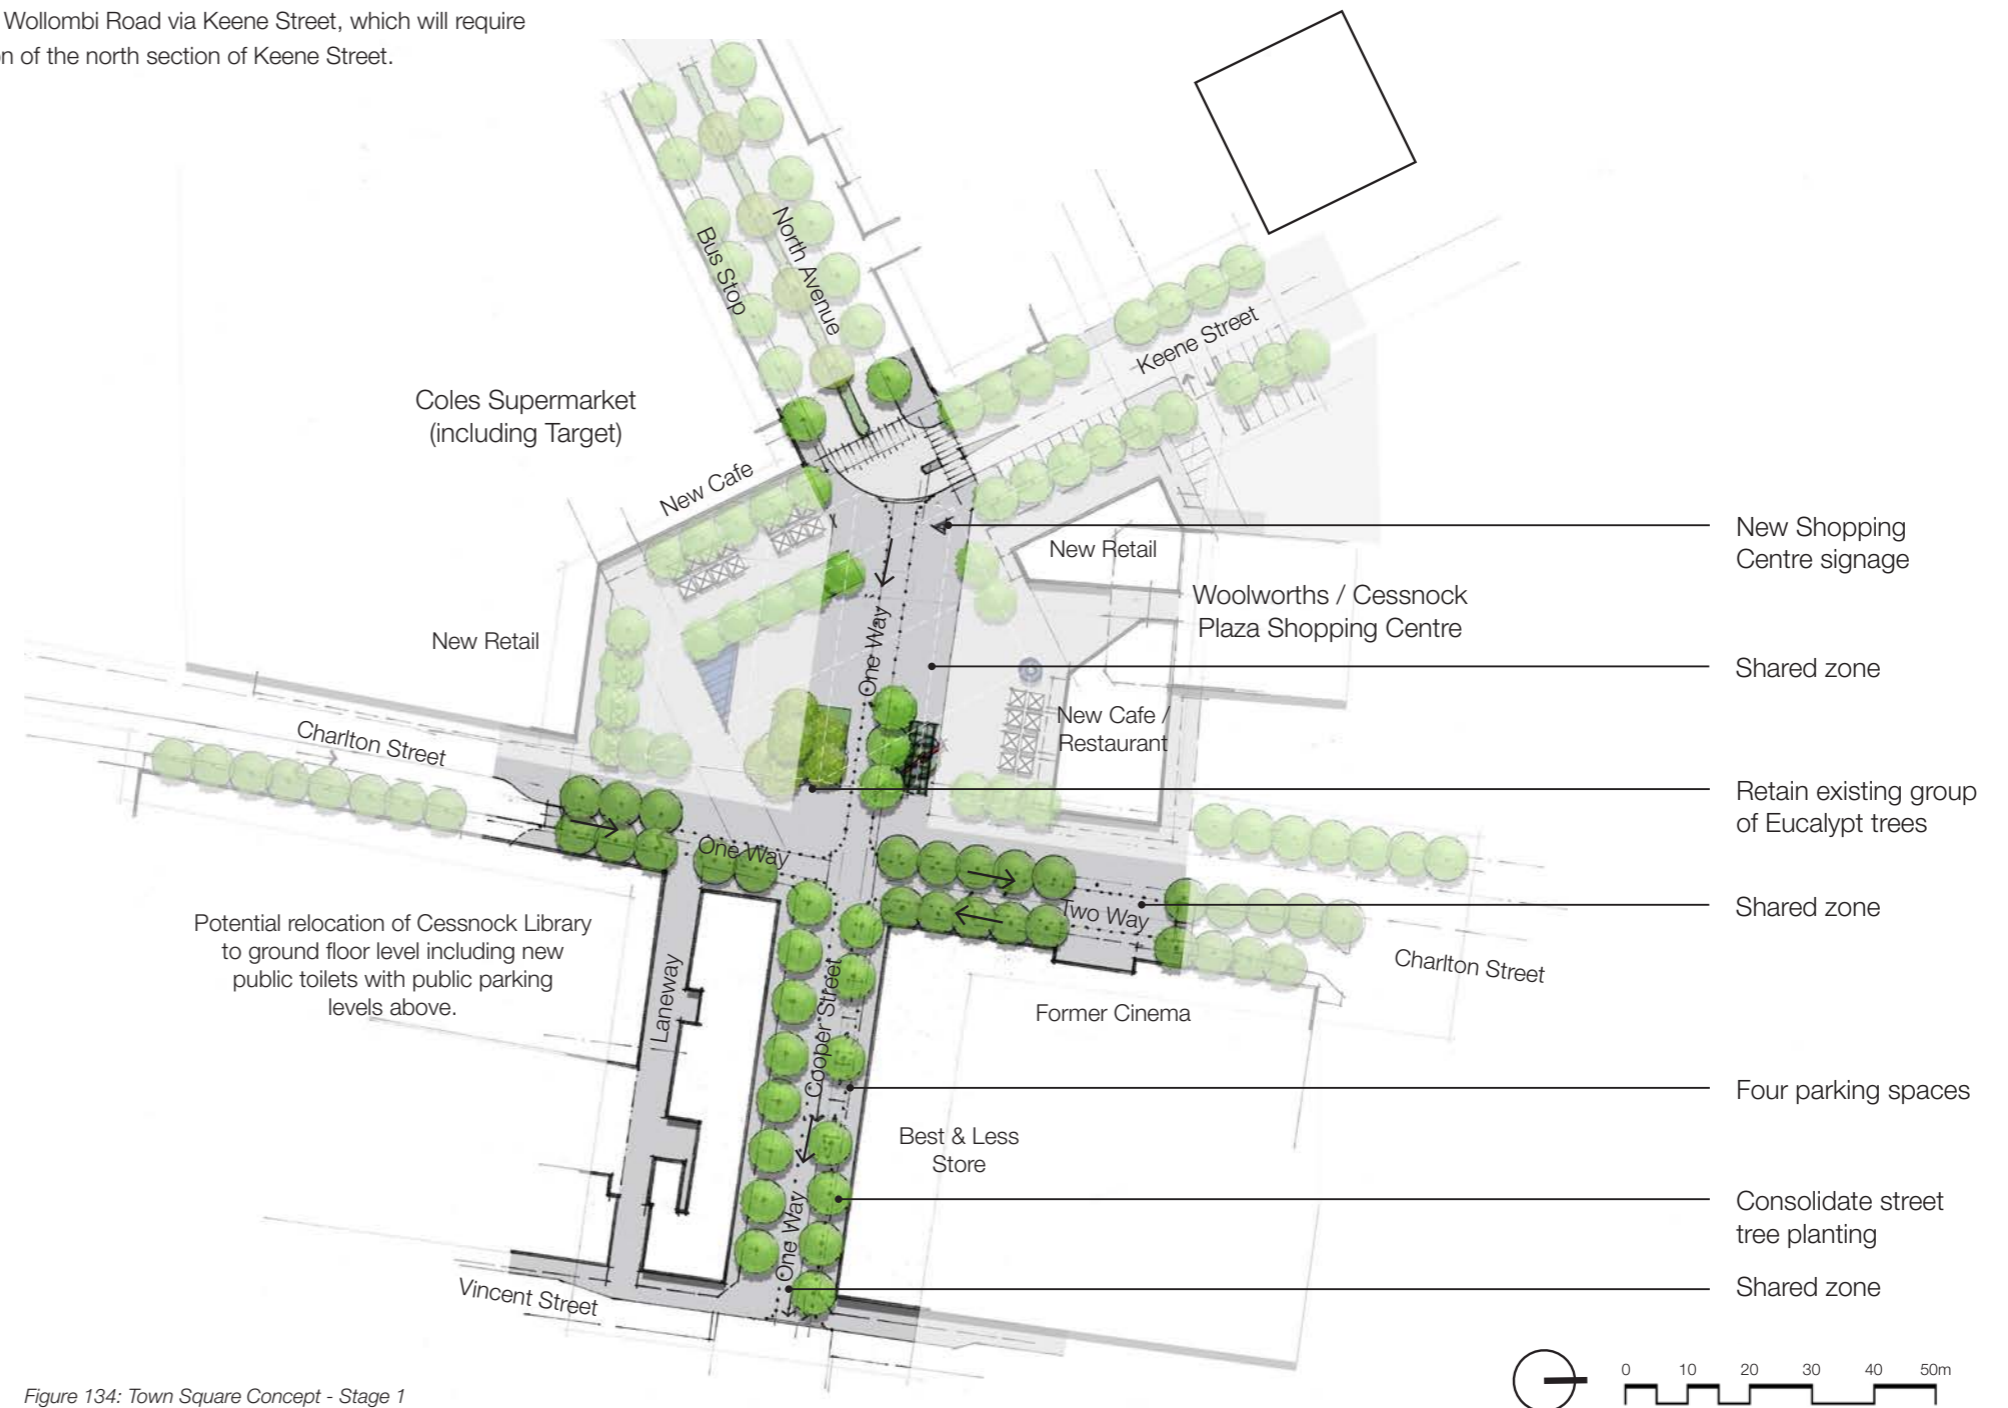 Wollombi Road via Keene Street, which will require
on of the north section of Keene Street.
Bus Stop
North Avenue
Keene Street
Coles Supermarket
(including Target)
New Cafe
New Retail
New Shopping
Centre signage
Woolworths / Cessnock
Plaza Shopping Centre
New Retail
One Way
Shared zone
New Cafe /
Restaurant
Charlton Street
Retain existing group
of Eucalypt trees
One Way
Two Way
Shared zone
Potential relocation of Cessnock Library
to ground floor level including new
public toilets with public parking
levels above.
Laneway
Cooper Street
Charlton Street
Former Cinema
Four parking spaces
Best & Less
Store
One Way
Consolidate street
tree planting
Shared zone
Vincent Street
0 10 20 30 40 50m
Figure 134: Town Square Concept - Stage 1